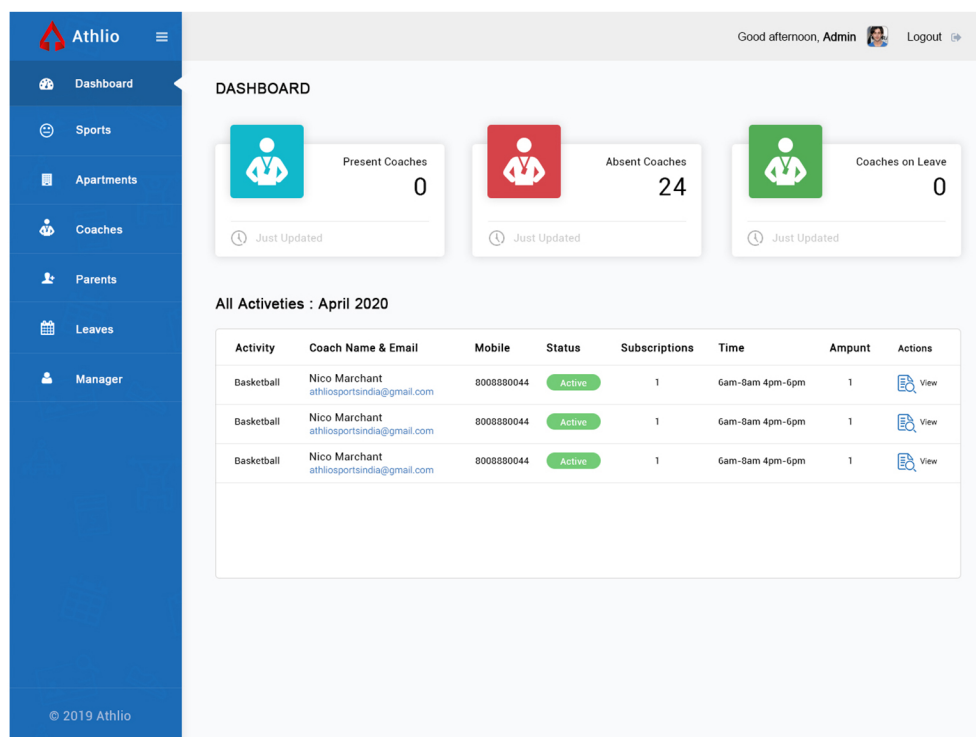 Athlio
Good afternoon, Admin
Logout
Dashboard
Sports
Apartments
Coaches
Parents
Leaves
Manager
© 2019 Athlio
DASHBOARD
Present Coaches
0
Just Updated
Absent Coaches
24
Just Updated
Coaches on Leave
0
Just Updated
All Activeties : April 2020
Activity Coach Name & Email Mobile Status Subscriptions Time Ampunt Actions
Basketball Nico Marchant 8008880044 Active 1 6am-8am 4pm-6pm 1 View
athliosportsindia@gmail.com
Basketball Nico Marchant 8008880044 Active 1 6am-8am 4pm-6pm 1 View
athliosportsindia@gmail.com
Basketball Nico Marchant 8008880044 Active 1 6am-8am 4pm-6pm 1 View
athliosportsindia@gmail.com